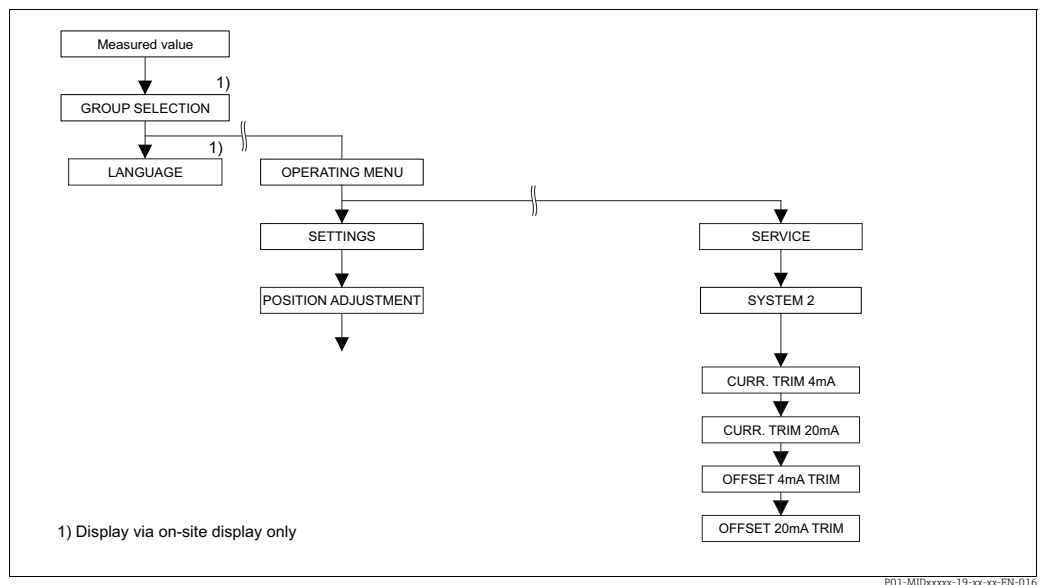 Measured value
1)
GROUP SELECTION
1)
LANGUAGE
OPERATING MENU
SETTINGS
SERVICE
POSITION ADJUSTMENT
SYSTEM 2
CURR. TRIM 4mA
CURR. TRIM 20mA
OFFSET 4mA TRIM
OFFSET 20mA TRIM
1) Display via on-site display only
P01-MIDxxxxx-19-xx-xx-EN-016